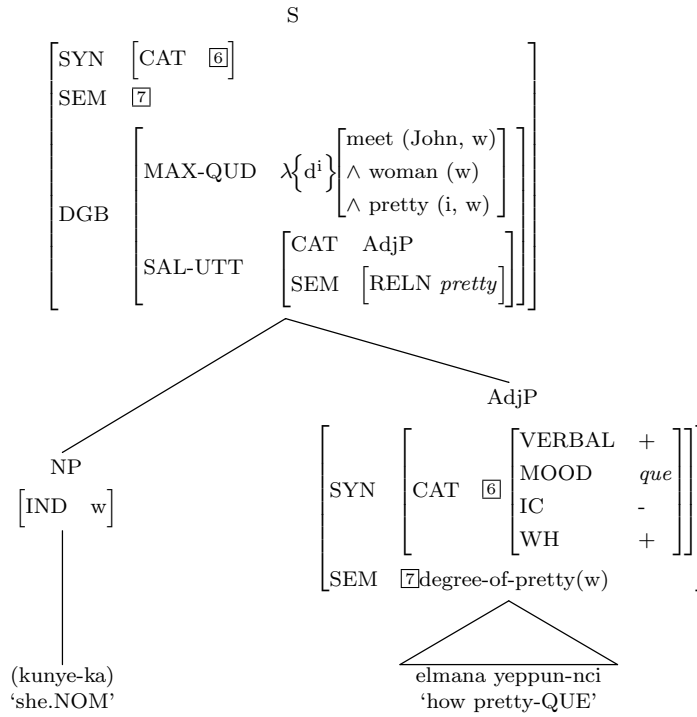 S
SYN [CAT 6]
SEM 7
meet (John, w)
MAX-QUD λ{dⁱ} ∧ woman (w)
∧ pretty (i, w)
DGB
CAT AdjP
SAL-UTT
SEM [RELN pretty]
AdjP
NP
[IND w]
VERBAL +
MOOD que
SYN CAT 6
IC -
WH +
SEM 7degree-of-pretty(w)
(kunye-ka) elmana yeppun-nci
‘she.NOM’ ‘how pretty-QUE’